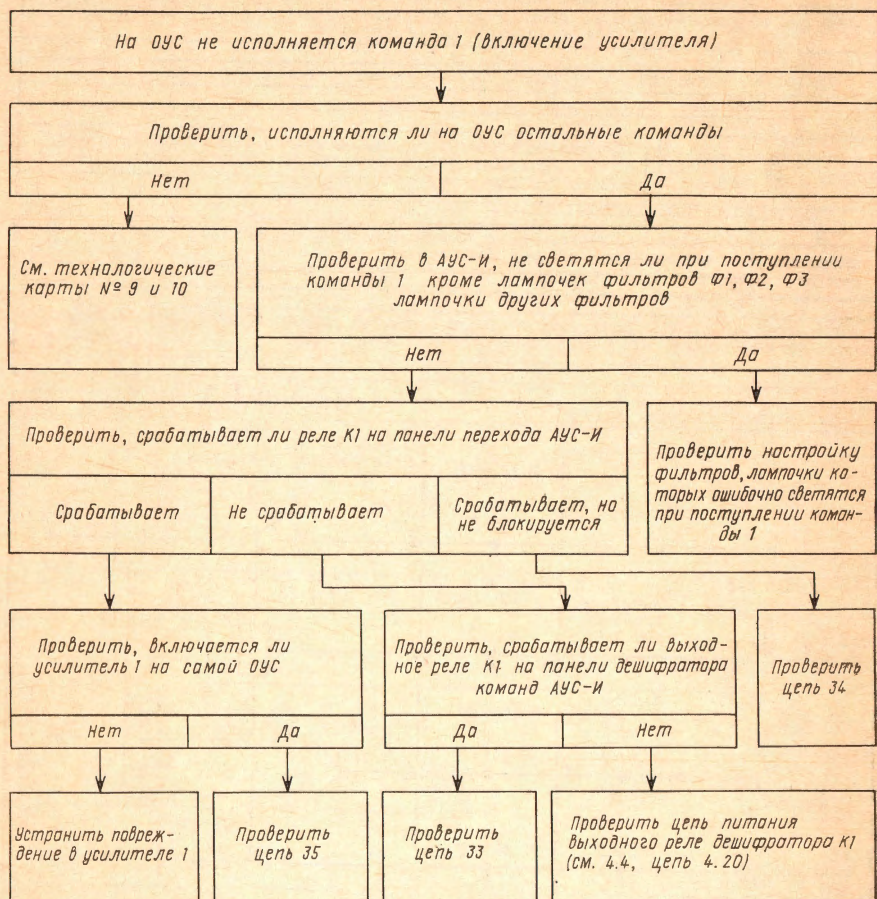 На ОУС не исполняется команда 1 (включение усилителя)
Проверить, исполняются ли на ОУС остальные команды
Нет
Да
См. технологические
карты № 9 и 10
Проверить в АУС-И, не светятся ли при поступлении
команды 1 кроме лампочек фильтров Ф1, Ф2, Ф3
лампочки других фильтров
Нет
Да
Проверить, срабатывает ли реле К1 на панели перехода АУС-И
Срабатывает
Не срабатывает
Срабатывает, но
не блокируется
Проверить настройку
фильтров, лампочки ко-
торых ошибочно светятся
при поступлении коман-
ды 1
Проверить, включается ли
усилитель 1 на самой ОУС
Нет
Да
Проверить, срабатывает ли выход-
ное реле К1 на панели дешифратора
команд АУС-И
Да
Нет
Проверить
цепь 34
Устранить повреж-
дение в усилителе 1
Проверить
цепь 35
Проверить
цепь 33
Проверить цепь питания
выходного реле дешифратора К1
(см. 4.4, цепь 4.20)